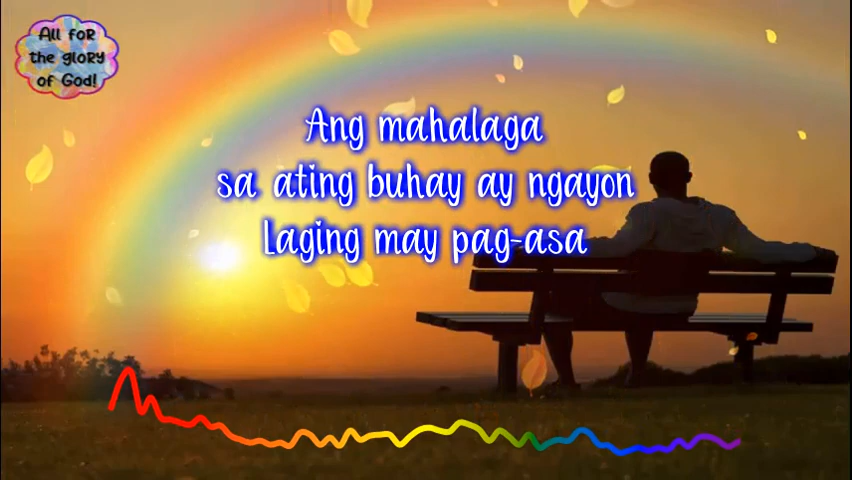 All foR
the gloRy
of God!
Ang mahalaga
sa ating buhay ay ngayon
Laging may pag-asa